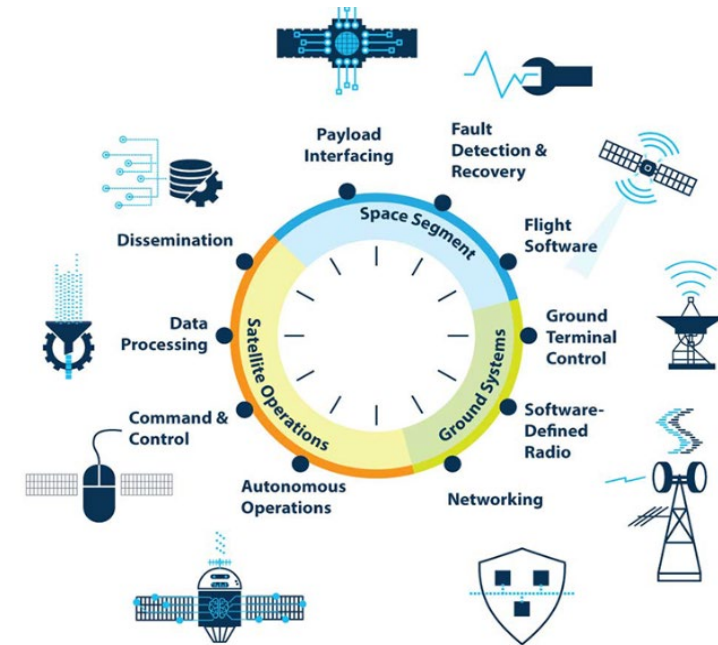 Payload
Interfacing
Fault
Detection &
Recovery
Space Segment
Flight
Software
Dissemination
Ground
Terminal
Control
Data
Processing
Satellite Operations
Ground Systems
Software-
Defined
Radio
Command &
Control
Autonomous
Operations
Networking